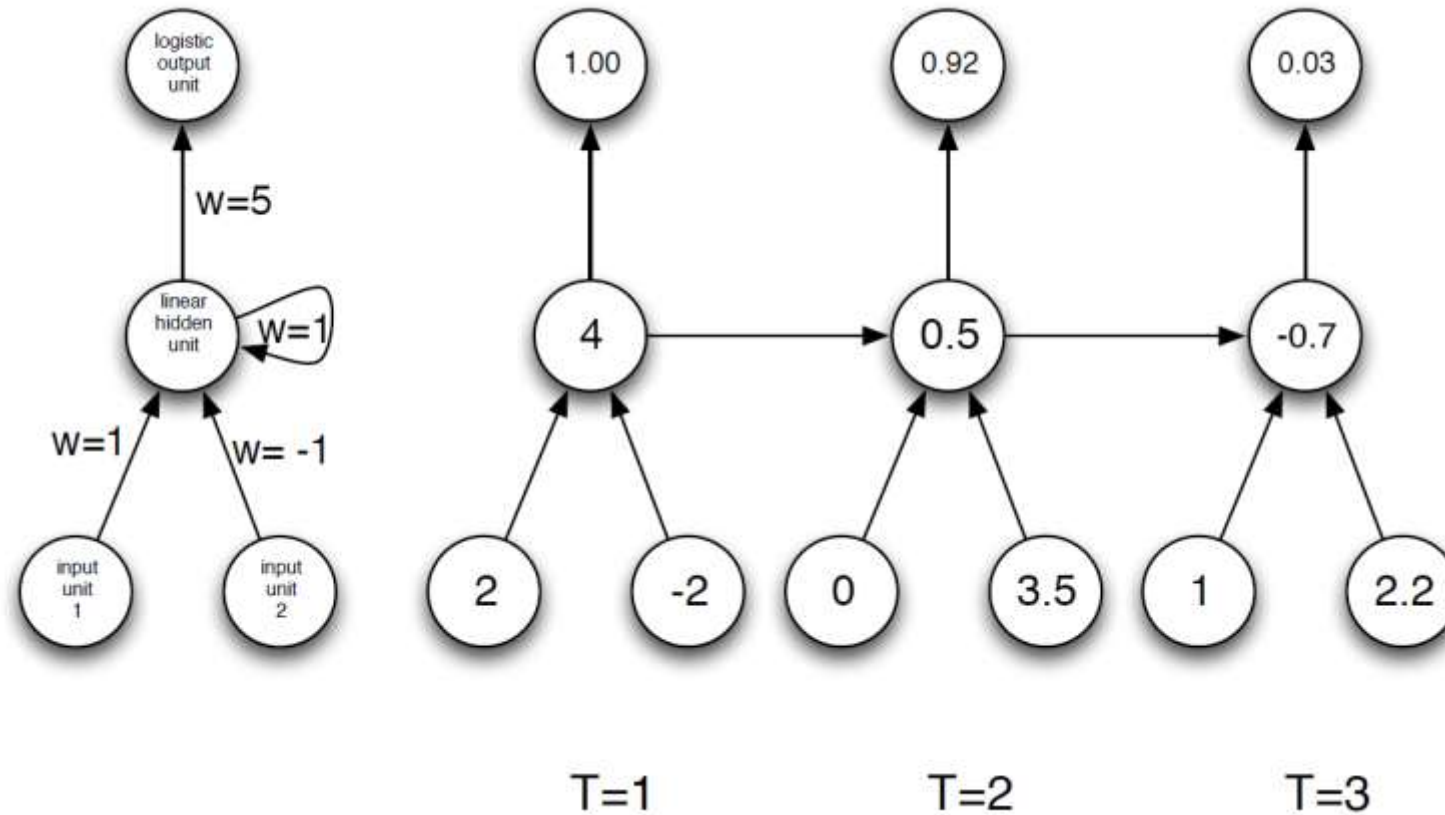 logistic
output
unit
1.00
0.92
0.03
w=5
linear
hidden
unit
w=1
4
0.5
-0.7
w=1
w= -1
input
unit
1
input
unit
2
2
-2
0
3.5
1
2.2
T=1
T=2
T=3